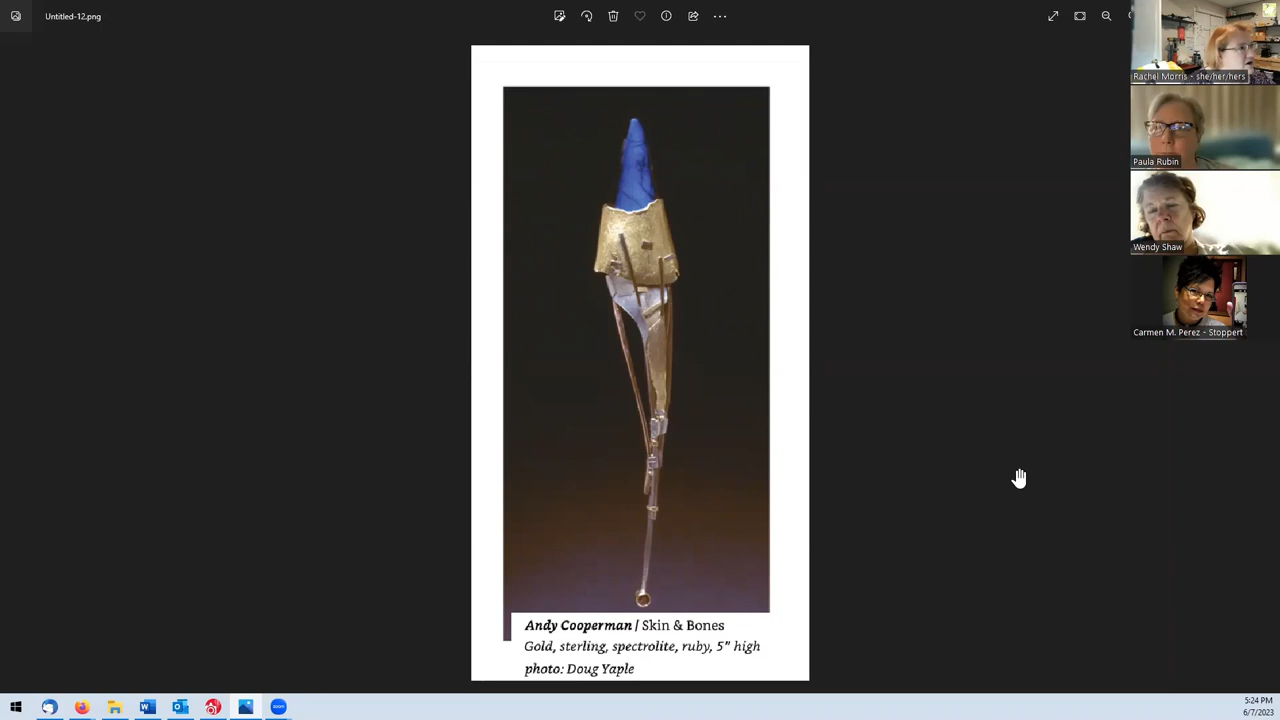 Untitled-12.png
Rachel Morris - she/her/hers
Paula Rubin
Wendy Shaw
Carmen M. Perez - Stoppert
Andy Cooperman / Skin & Bones
Gold, sterling, spectrolite, ruby, 5" high
photo: Doug Yaple
zoom
5:24 PM
6/7/2023